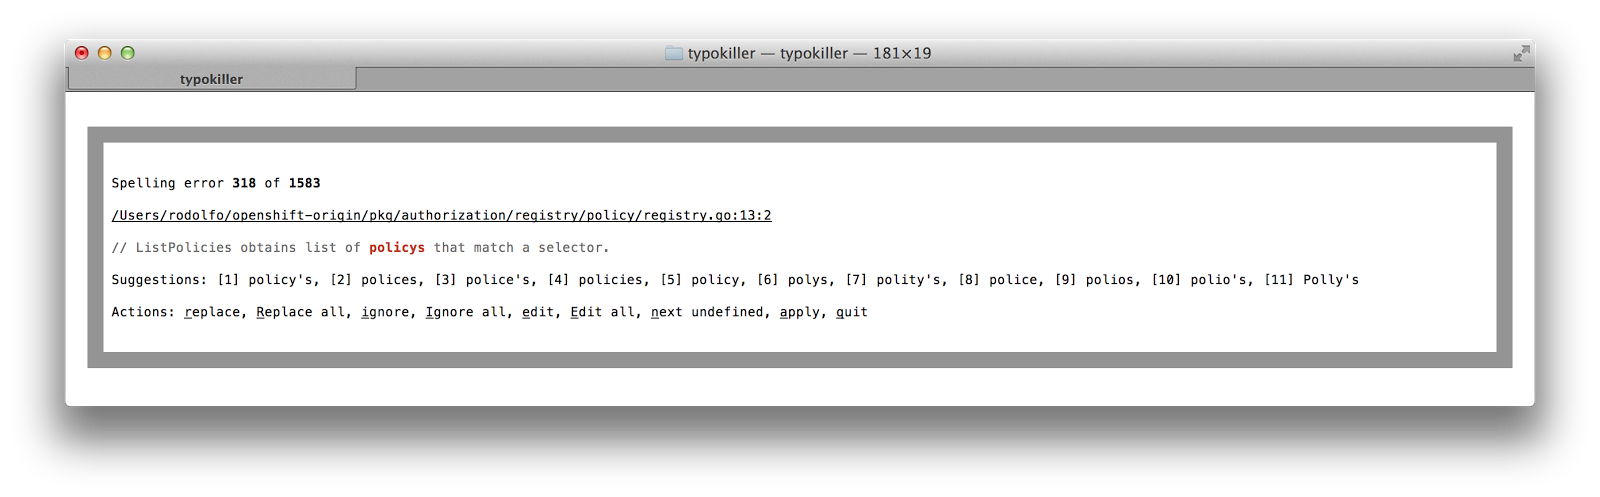 typokiller — typokiller — 181×19
typokiller
Spelling error 318 of 1583
/Users/rodolfo/openshift-origin/pkg/authorization/registry/policy/registry.go:13:2
// ListPolicies obtains list of policys that match a selector.
Suggestions: [1] policy's, [2] polices, [3] police's, [4] policies, [5] policy, [6] polys, [7] polity's, [8] police, [9] polios, [10] polio's, [11] Polly's
Actions: replace, Replace all, ignore, Ignore all, edit, Edit all, next undefined, apply, quit